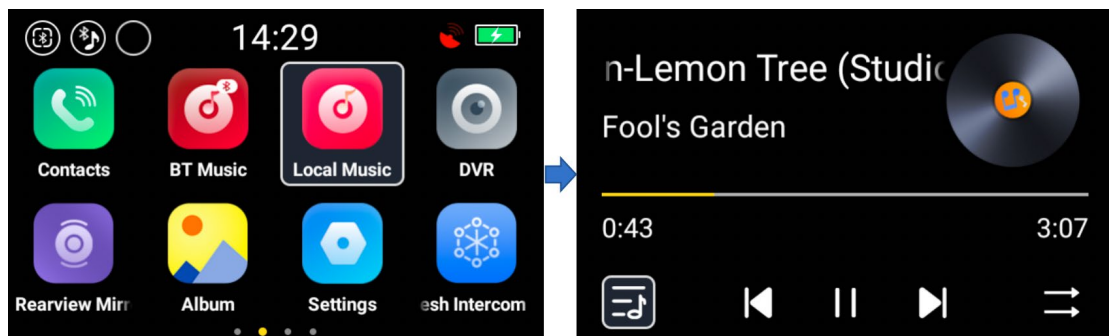 14:29
Contacts
BT Music
Local Music
DVR
Rearview Mirr
Album
Settings
esh Intercom
n-Lemon Tree (Studic
Fool's Garden
0:43
3:07